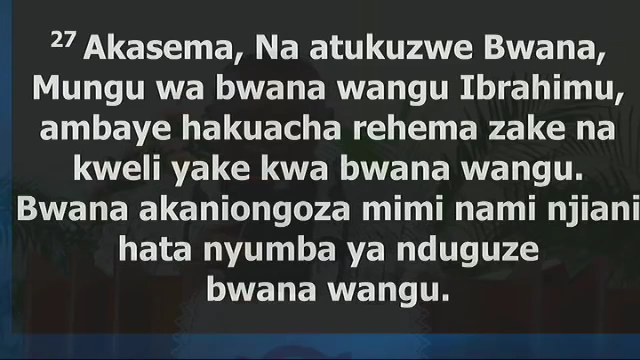 27 Akasema, Na atukuzwe Bwana,
Mungu wa bwana wangu Ibrahimu,
ambaye hakuacha rehema zake na
kweli yake kwa bwana wangu.
Bwana akaniongoza mimi nami njiani
hata nyumba ya nduguze
bwana wangu.